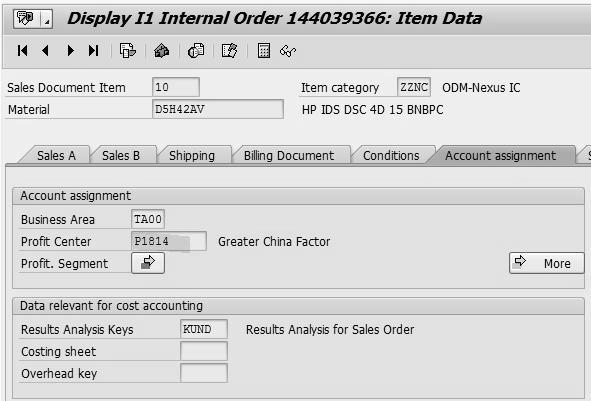 Display I1 Internal Order 144039366: Item Data
Sales Document Item 10 Item category ZZNC ODM-Nexus IC
Material D5H42AV HP IDS DSC 4D 15 BNBPC
Sales A Sales B Shipping Billing Document Conditions Account assignment
Account assignment
Business Area TA00
Profit Center P1814 Greater China Factor
Profit. Segment More
Data relevant for cost accounting
Results Analysis Keys KUND Results Analysis for Sales Order
Costing sheet
Overhead key